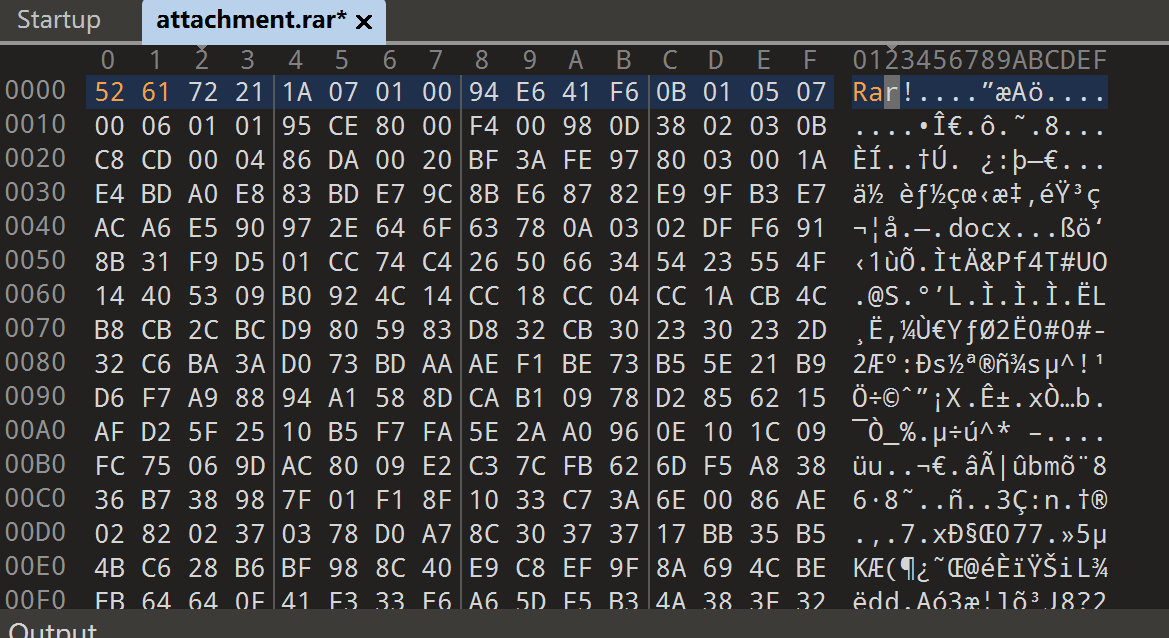 Startup attachment.rar* ×
0 1 2 3 4 5 6 7 8 9 A B C D E F 0123456789ABCDEF
0000 52 61 72 21 1A 07 01 00 94 E6 41 F6 0B 01 05 07 Rar!....”æAö....
0010 00 06 01 01 95 CE 80 00 F4 00 98 0D 38 02 03 0B ....•Î€.ô.˜.8...
0020 C8 CD 00 04 86 DA 00 20 BF 3A FE 97 80 03 00 1A ÈÍ..†Ú. ¿:þ—€...
0030 E4 BD A0 E8 83 BD E7 9C 8B E6 87 82 E9 9F B3 E7 ä½ èƒ½çœ‹æ‡‚éŸ³ç
0040 AC A6 E5 90 97 2E 64 6F 63 78 0A 03 02 DF F6 91 ¬¦å.—.docx...ßö‘
0050 8B 31 F9 D5 01 CC 74 C4 26 50 66 34 54 23 55 4F ‹1ùÕ.ÌtÄ&Pf4T#UO
0060 14 40 53 09 B0 92 4C 14 CC 18 CC 04 CC 1A CB 4C .@S.°’L.Ì.Ì.Ì.ËL
0070 B8 CB 2C BC D9 80 59 83 D8 32 CB 30 23 30 23 2D ¸Ë,¼Ù€YƒØ2Ë0#0#-
0080 32 C6 BA 3A D0 73 BD AA AE F1 BE 73 B5 5E 21 B9 2Æº:Ðs½ª®ñ¾sµ^!¹
0090 D6 F7 A9 88 94 A1 58 8D CA B1 09 78 D2 85 62 15 Ö÷©ˆ”¡X.Ê±.xÒ…b.
00A0 AF D2 5F 25 10 B5 F7 FA 5E 2A A0 96 0E 10 1C 09 ¯Ò_%.µ÷ú^* –....
00B0 FC 75 06 9D AC 80 09 E2 C3 7C FB 62 6D F5 A8 38 üu..¬€.âÃ|ûbmõ¨8
00C0 36 B7 38 98 7F 01 F1 8F 10 33 C7 3A 6E 00 86 AE 6·8˜..ñ..3Ç:n.†®
00D0 02 82 02 37 03 78 D0 A7 8C 30 37 37 17 BB 35 B5 .‚.7.xÐ§Œ077.»5µ
00E0 4B C6 28 B6 BF 98 8C 40 E9 C8 EF 9F 8A 69 4C BE KÆ(¶¿˜Œ@éÈïŸŠiL¾
00F0 EB 64 64 0F 41 F3 33 E6 A6 5D F5 B3 4A 38 3F 32 ëdd.Aó3æ¦]õ³J8?2
Output